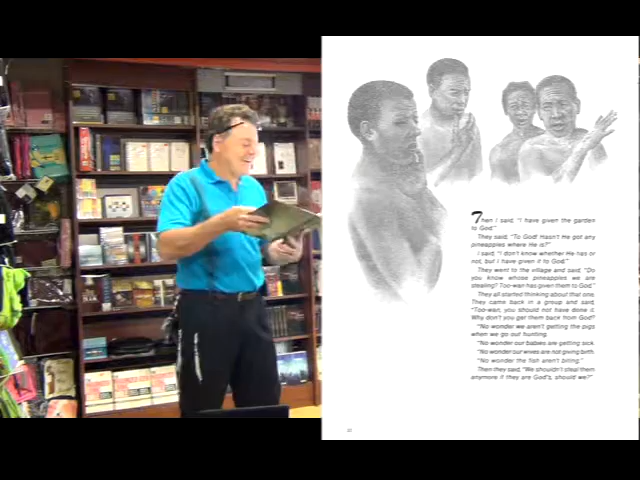 Then I said, "I have given the garden
to God."
They said, "To God! Hasn't He got any
pineapples where He is?"
I said, "I don't know whether He has or
not, but I have given it to God."
They went to the village and said, "Do
you know whose pineapples we are
stealing? Too-wan has given them to God."
They all started thinking about that one.
They came back in a group and said,
"Too-wan, you should not have done it.
Why don't you get them back from God?
"No wonder we aren't getting the pigs
when we go out hunting.
"No wonder our babies are getting sick.
"No wonder our wives are not giving birth.
"No wonder the fish aren't biting."
Then they said, "We shouldn't steal them
anymore if they are God's, should we?"